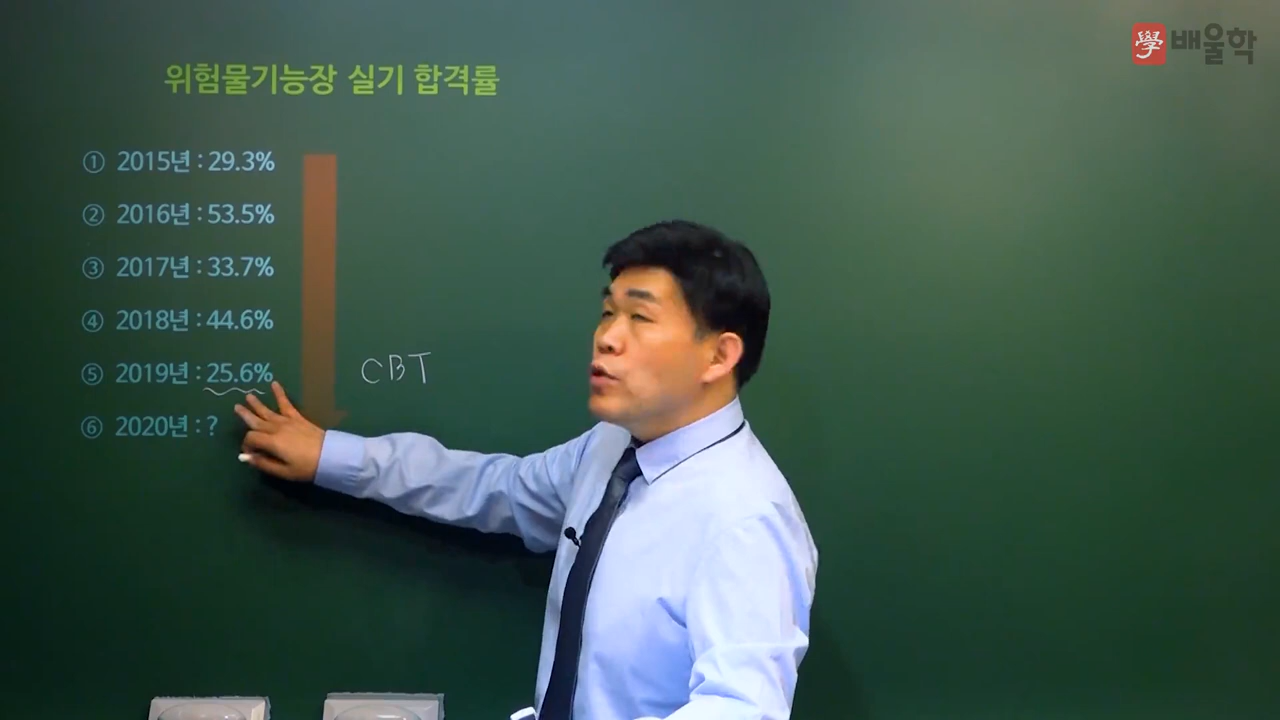 學 배울학
위험물기능장 실기 합격률
① 2015년 : 29.3%
② 2016년 : 53.5%
③ 2017년 : 33.7%
④ 2018년 : 44.6%
⑤ 2019년 : 25.6%
CBT
⑥ 2020년 : ?